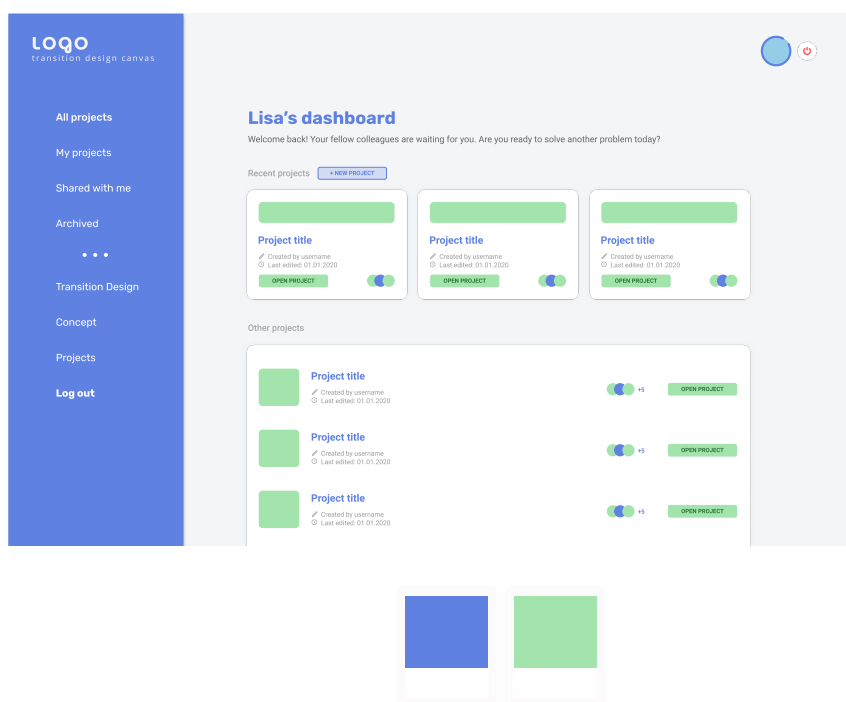 LOGO
transition design canvas
All projects
My projects
Shared with me
Archived
Transition Design
Concept
Projects
Log out
Lisa's dashboard
Welcome back! Your fellow colleagues are waiting for you. Are you ready to solve another problem today?
Recent projects
+ NEW PROJECT
Project title
Created by username
Last edited: 01.01.2020
OPEN PROJECT
Project title
Created by username
Last edited: 01.01.2020
OPEN PROJECT
Project title
Created by username
Last edited: 01.01.2020
OPEN PROJECT
Other projects
Project title
Created by username
Last edited: 01.01.2020
+5
OPEN PROJECT
Project title
Created by username
Last edited: 01.01.2020
+5
OPEN PROJECT
Project title
Created by username
Last edited: 01.01.2020
+5
OPEN PROJECT